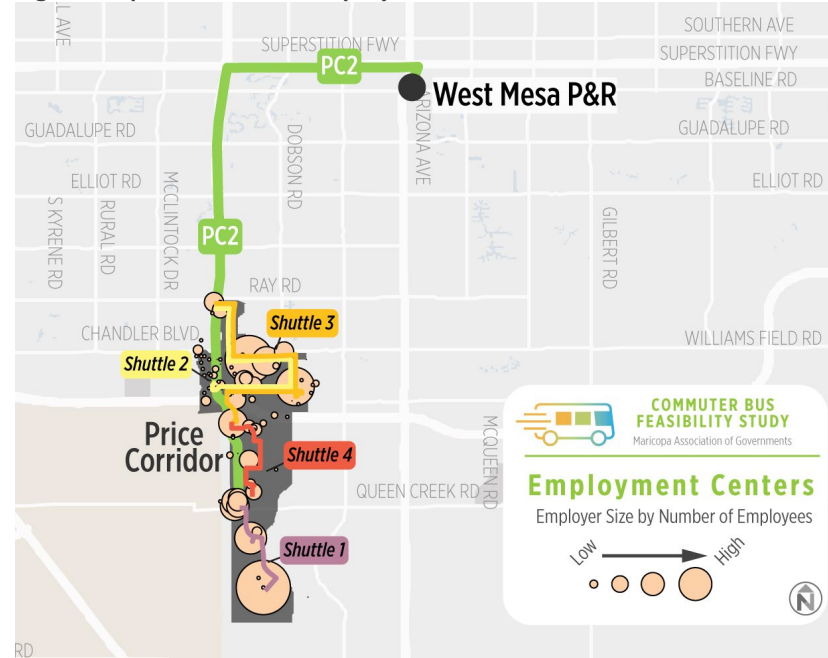 LL AVE
SOUTHERN AVE
SUPERSTITION FWY
SUPERSTITION FWY
PC2
BASELINE RD
West Mesa P&R
ARIZONA AVE
GUADALUPE RD
GUADALUPE RD
DOBSON RD
ELLIOT RD
ELLIOT RD
MCCLINTOCK DR
S KYRENE RD
RURAL RD
GILBERT RD
PC2
RAY RD
Shuttle 3
CHANDLER BLVD
WILLIAMS FIELD RD
Shuttle 2
Price
Corridor
MCQUEEN RD
Shuttle 4
QUEEN CREEK RD
Shuttle 1
COMMUTER BUS
FEASIBILITY STUDY
Maricopa Association of Governments
Employment Centers
Employer Size by Number of Employees
Low
High
N
RD